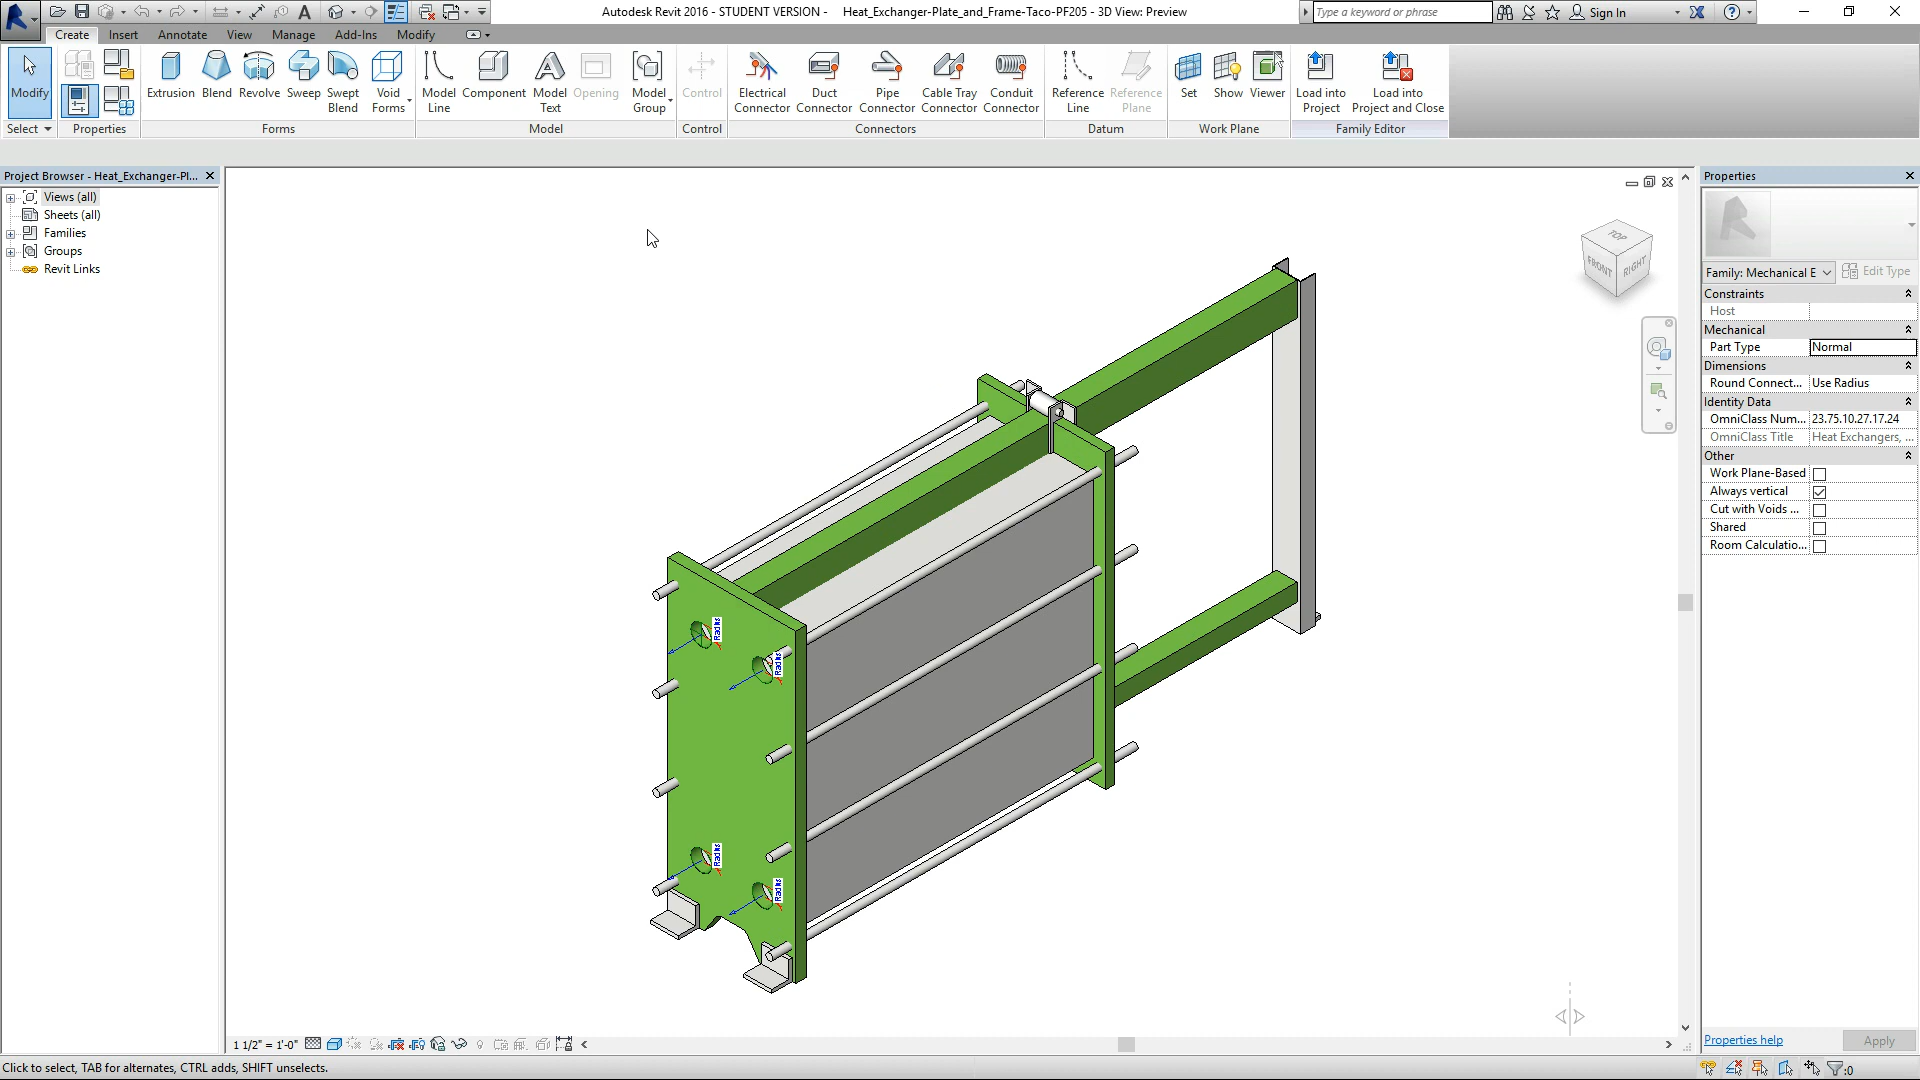 Autodesk Revit 2016 - STUDENT VERSION - Heat_Exchanger-Plate_and_Frame-Taco-PF205 - 3D View: Preview
Type a keyword or phrase
Sign In
Create Insert Annotate View Manage Add-Ins Modify
Modify
Extrusion
Blend
Revolve
Sweep
Swept Blend
Void Forms
Model Line
Component
Model Text
Opening
Model Group
Control
Electrical Connector
Duct Connector
Pipe Connector
Cable Tray Connector
Conduit Connector
Reference Line
Reference Plane
Set
Show
Viewer
Load into Project
Load into Project and Close
Select
Properties
Forms
Model
Control
Connectors
Datum
Work Plane
Family Editor
Project Browser - Heat_Exchanger-Pl...
Views (all)
Sheets (all)
Families
Groups
Revit Links
TOP
FRONT
RIGHT
Radius
Radius
Radius
Radius
Properties
Family: Mechanical E
Edit Type
Constraints
Host
Mechanical
Part Type Normal
Dimensions
Round Connect... Use Radius
Identity Data
OmniClass Num... 23.75.10.27.17.24
OmniClass Title Heat Exchangers, ...
Other
Work Plane-Based
Always vertical
Cut with Voids ...
Shared
Room Calculatio...
Properties help
Apply
1 1/2" = 1'-0"
Click to select, TAB for alternates, CTRL adds, SHIFT unselects.
:0